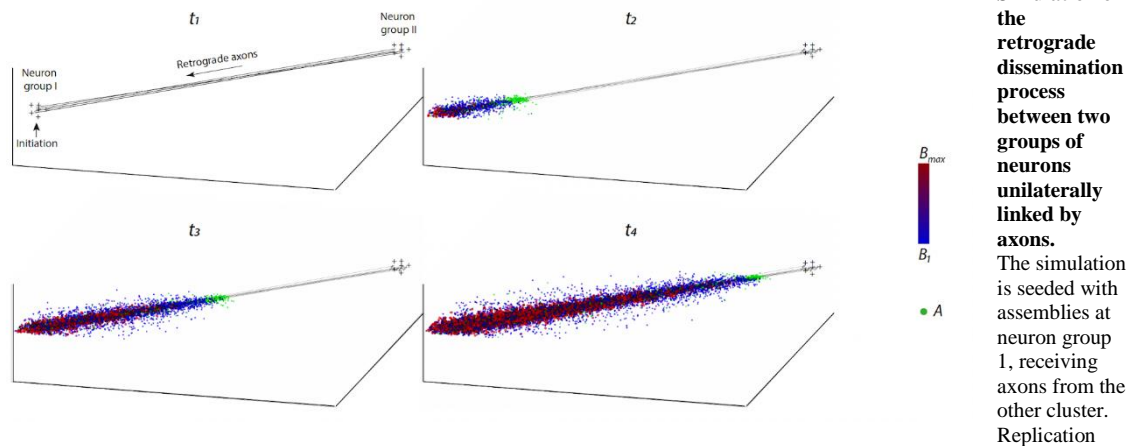 t1
Neuron
group II
Retrograde axons
Neuron
group I
Initiation
t2
t3
t4
Bmax
B1
A
the
retrograde
dissemination
process
between two
groups of
neurons
unilaterally
linked by
axons.
The simulation
is seeded with
assemblies at
neuron group
1, receiving
axons from the
other cluster.
Replication